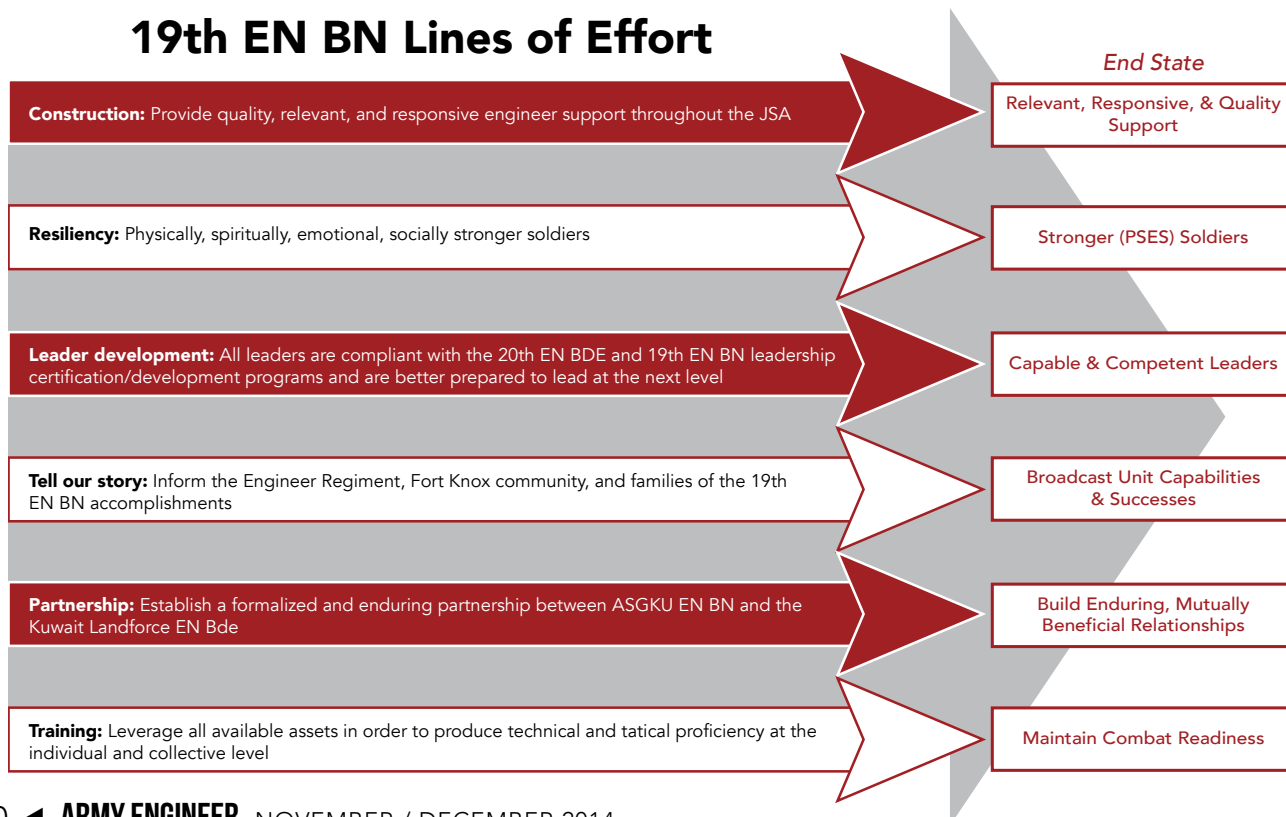 19th EN BN Lines of Effort
End State
Construction: Provide quality, relevant, and responsive engineer support throughout the JSA
Relevant, Responsive, & Quality
Support
Resiliency: Physically, spiritually, emotional, socially stronger soldiers
Stronger (PSES) Soldiers
Leader development: All leaders are compliant with the 20th EN BDE and 19th EN BN leadership
certification/development programs and are better prepared to lead at the next level
Capable & Competent Leaders
Tell our story: Inform the Engineer Regiment, Fort Knox community, and families of the 19th
EN BN accomplishments
Broadcast Unit Capabilities
& Successes
Partnership: Establish a formalized and enduring partnership between ASGKU EN BN and the
Kuwait Landforce EN Bde
Build Enduring, Mutually
Beneficial Relationships
Training: Leverage all available assets in order to produce technical and tatical proficiency at the
individual and collective level
Maintain Combat Readiness
ARMY ENGINEER NOVEMBER / DECEMBER 2014